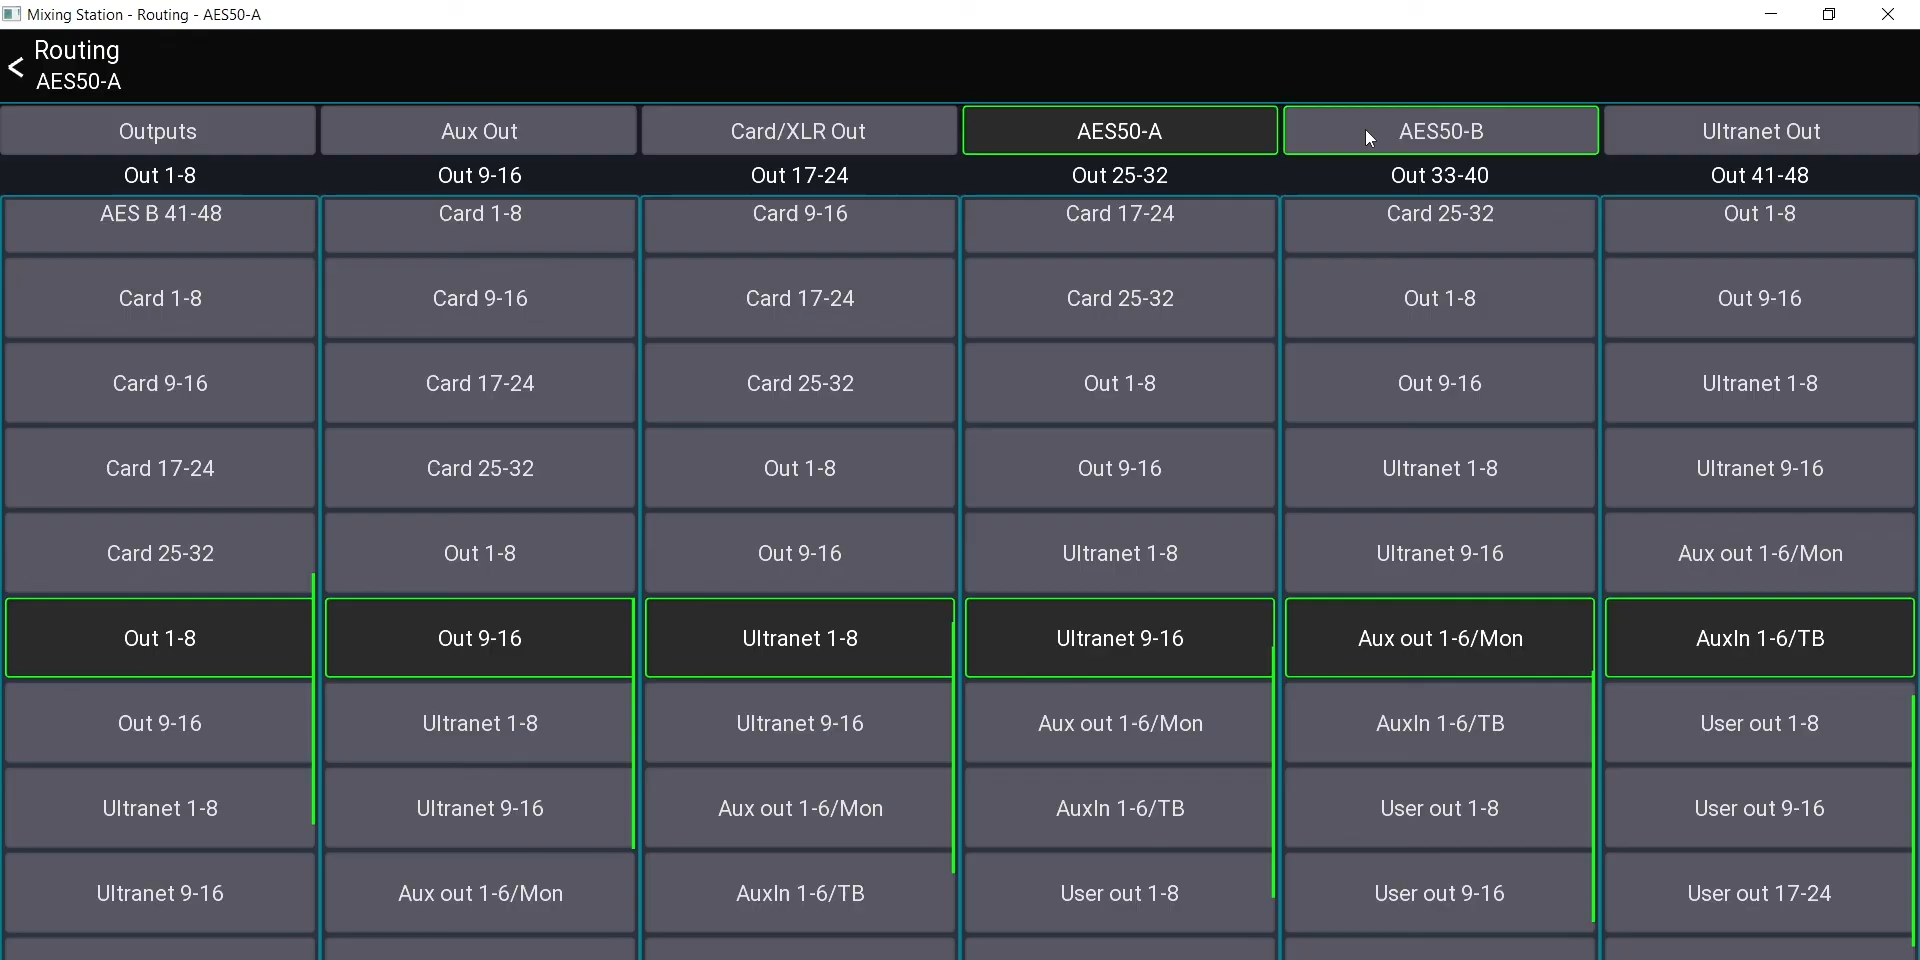 Mixing Station - Routing - AES50-A
Routing
AES50-A
Outputs
Aux Out
Card/XLR Out
AES50-A
AES50-B
Ultranet Out
Out 1-8
Out 9-16
Out 17-24
Out 25-32
Out 33-40
Out 41-48
AES B 41-48
Card 1-8
Card 9-16
Card 17-24
Card 25-32
Out 1-8
Card 1-8
Card 9-16
Card 17-24
Card 25-32
Out 1-8
Out 9-16
Card 9-16
Card 17-24
Card 25-32
Out 1-8
Out 9-16
Ultranet 1-8
Card 17-24
Card 25-32
Out 1-8
Out 9-16
Ultranet 1-8
Ultranet 9-16
Card 25-32
Out 1-8
Out 9-16
Ultranet 1-8
Ultranet 9-16
Aux out 1-6/Mon
Out 1-8
Out 9-16
Ultranet 1-8
Ultranet 9-16
Aux out 1-6/Mon
AuxIn 1-6/TB
Out 9-16
Ultranet 1-8
Ultranet 9-16
Aux out 1-6/Mon
AuxIn 1-6/TB
User out 1-8
Ultranet 1-8
Ultranet 9-16
Aux out 1-6/Mon
AuxIn 1-6/TB
User out 1-8
User out 9-16
Ultranet 9-16
Aux out 1-6/Mon
AuxIn 1-6/TB
User out 1-8
User out 9-16
User out 17-24